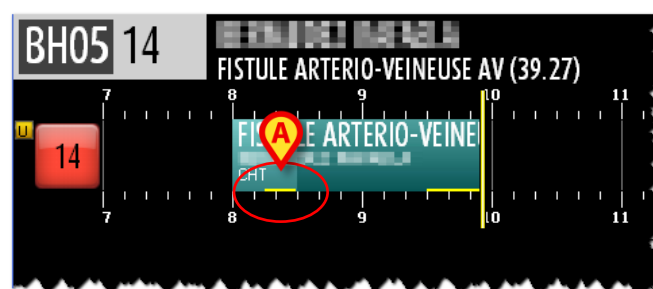 BH05 14
FISTULE ARTERIO-VEINEUSE AV (39.27)
7 8 9 10 11
U
14
A
ARTERIO-VEINE
CHT
7 8 9 10 11